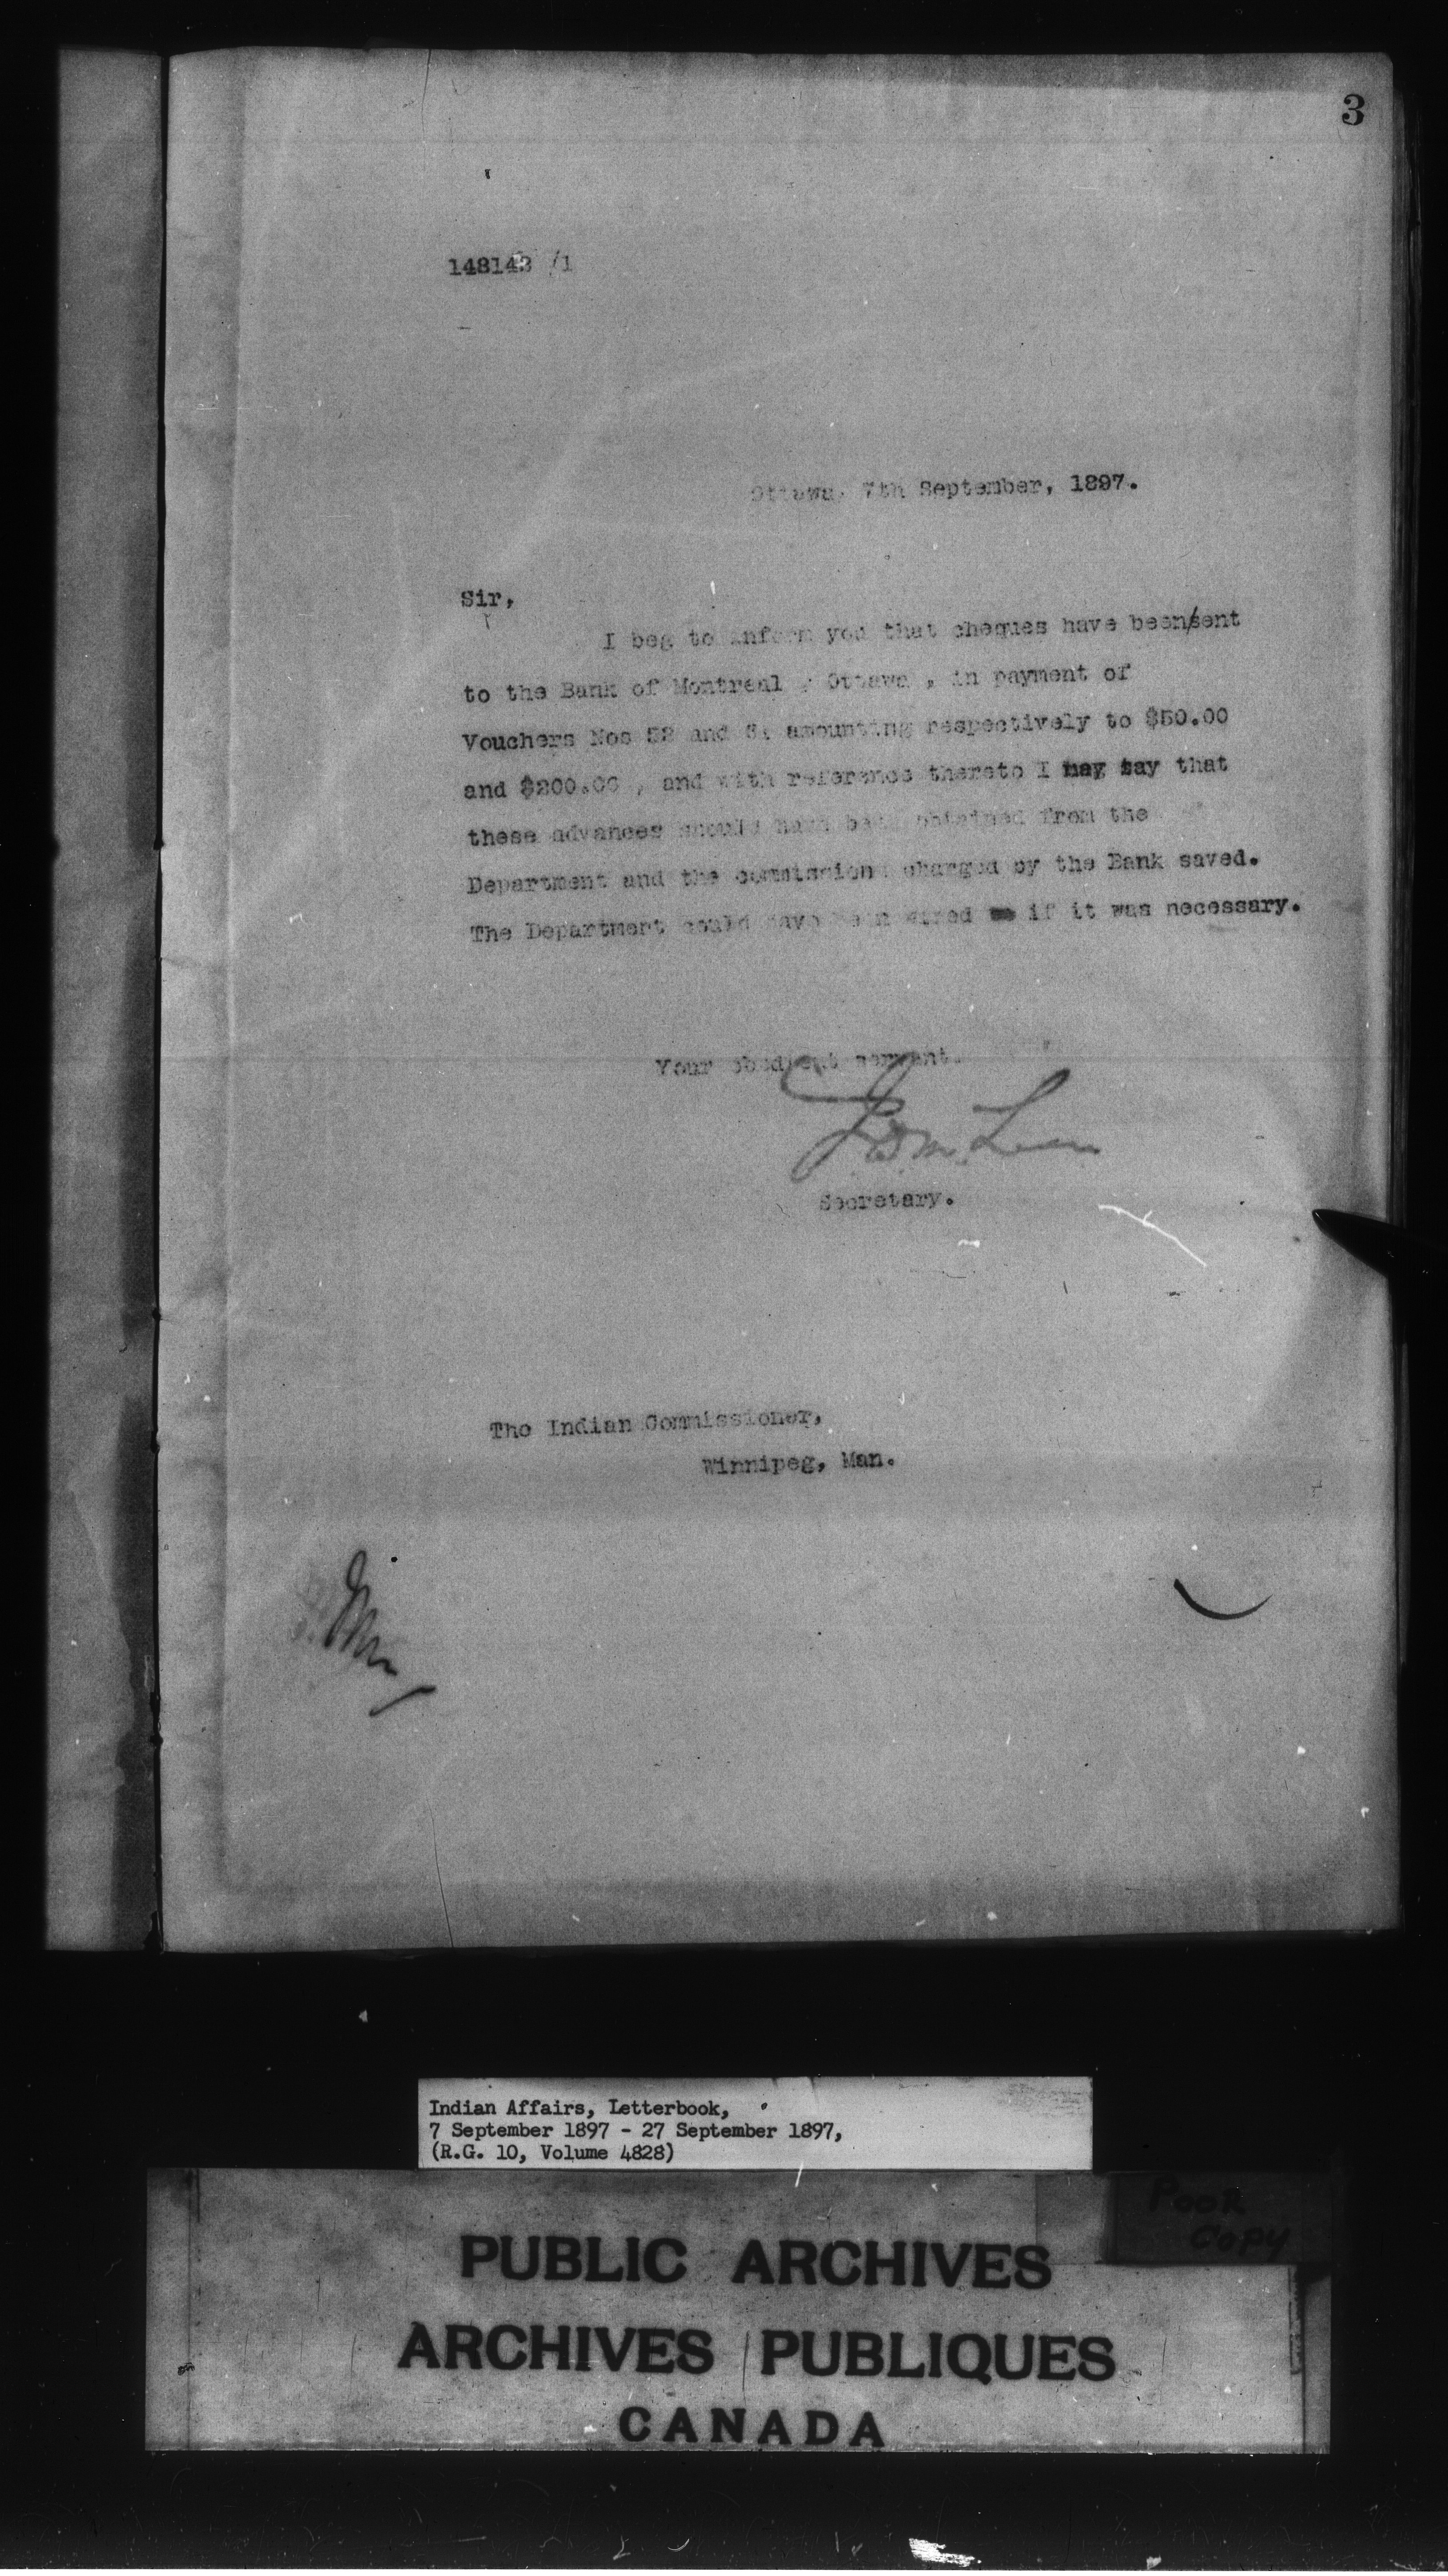 3
148143 /1
Ottawa, 7th September, 1897.
Sir,
I beg to inform you that cheques have been/sent
to the Bank of Montreal , Ottawa , in payment of
Vouchers Nos 52 and amounting respectively to $50.00
and $200.00 , and with reference thereto I may say that
these advances should have been obtained from the
Department and the commission charged by the Bank saved.
The Department could have been wired if it was necessary.
Your obedient servant.
Secretary.
The Indian Commissioner,
Winnipeg, Man.
Indian Affairs, Letterbook,
7 September 1897 - 27 September 1897,
(R.G. 10, Volume 4828)
Poor
Copy
PUBLIC ARCHIVES
ARCHIVES PUBLIQUES
CANADA